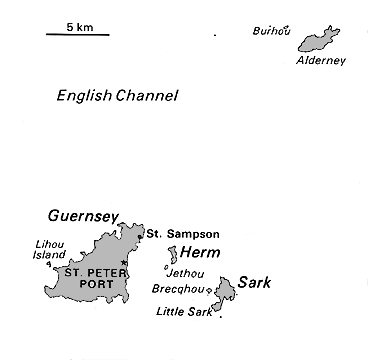 5 km
Burhou
Alderney
English Channel
Guernsey
St. Sampson
Lihou
Island
Herm
ST. PETER
PORT
Jethou
Brecqhou
Sark
Little Sark